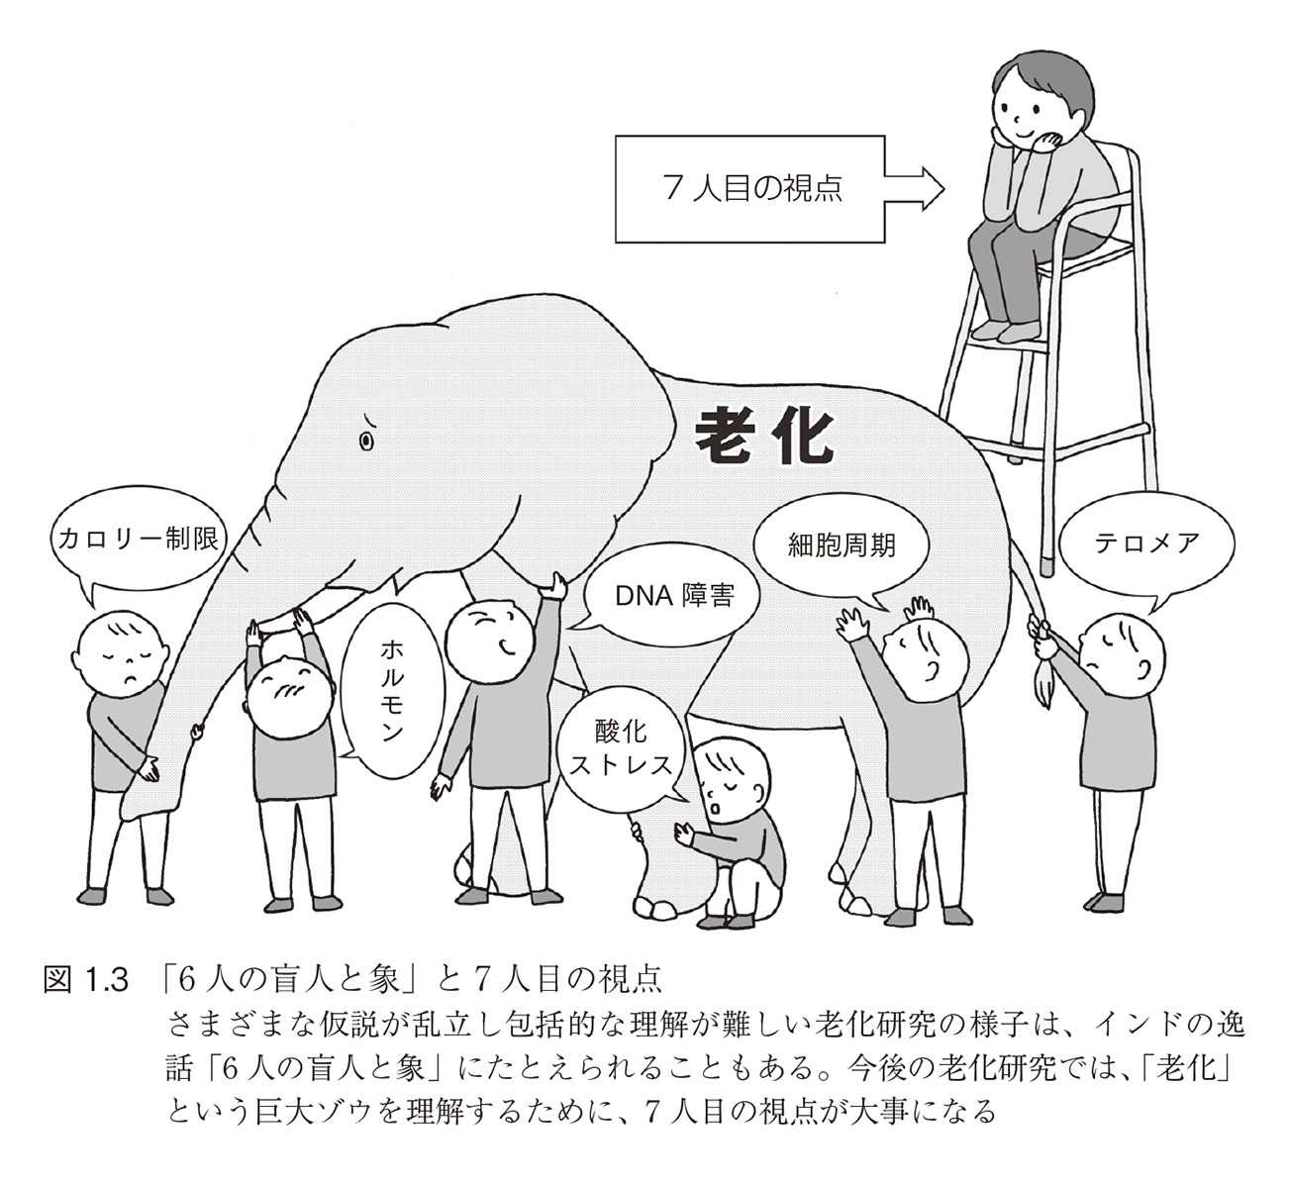 7人目の視点
老化
カロリー制限
ホルモン
DNA 障害
酸化
ストレス
細胞周期
テロメア
図 1.3 「6人の盲人と象」と7人目の視点
さまざまな仮説が乱立し包括的な理解が難しい老化研究の様子は、インドの逸
話「6人の盲人と象」にたとえられることもある。今後の老化研究では、「老化」
という巨大ゾウを理解するために、7人目の視点が大事になる